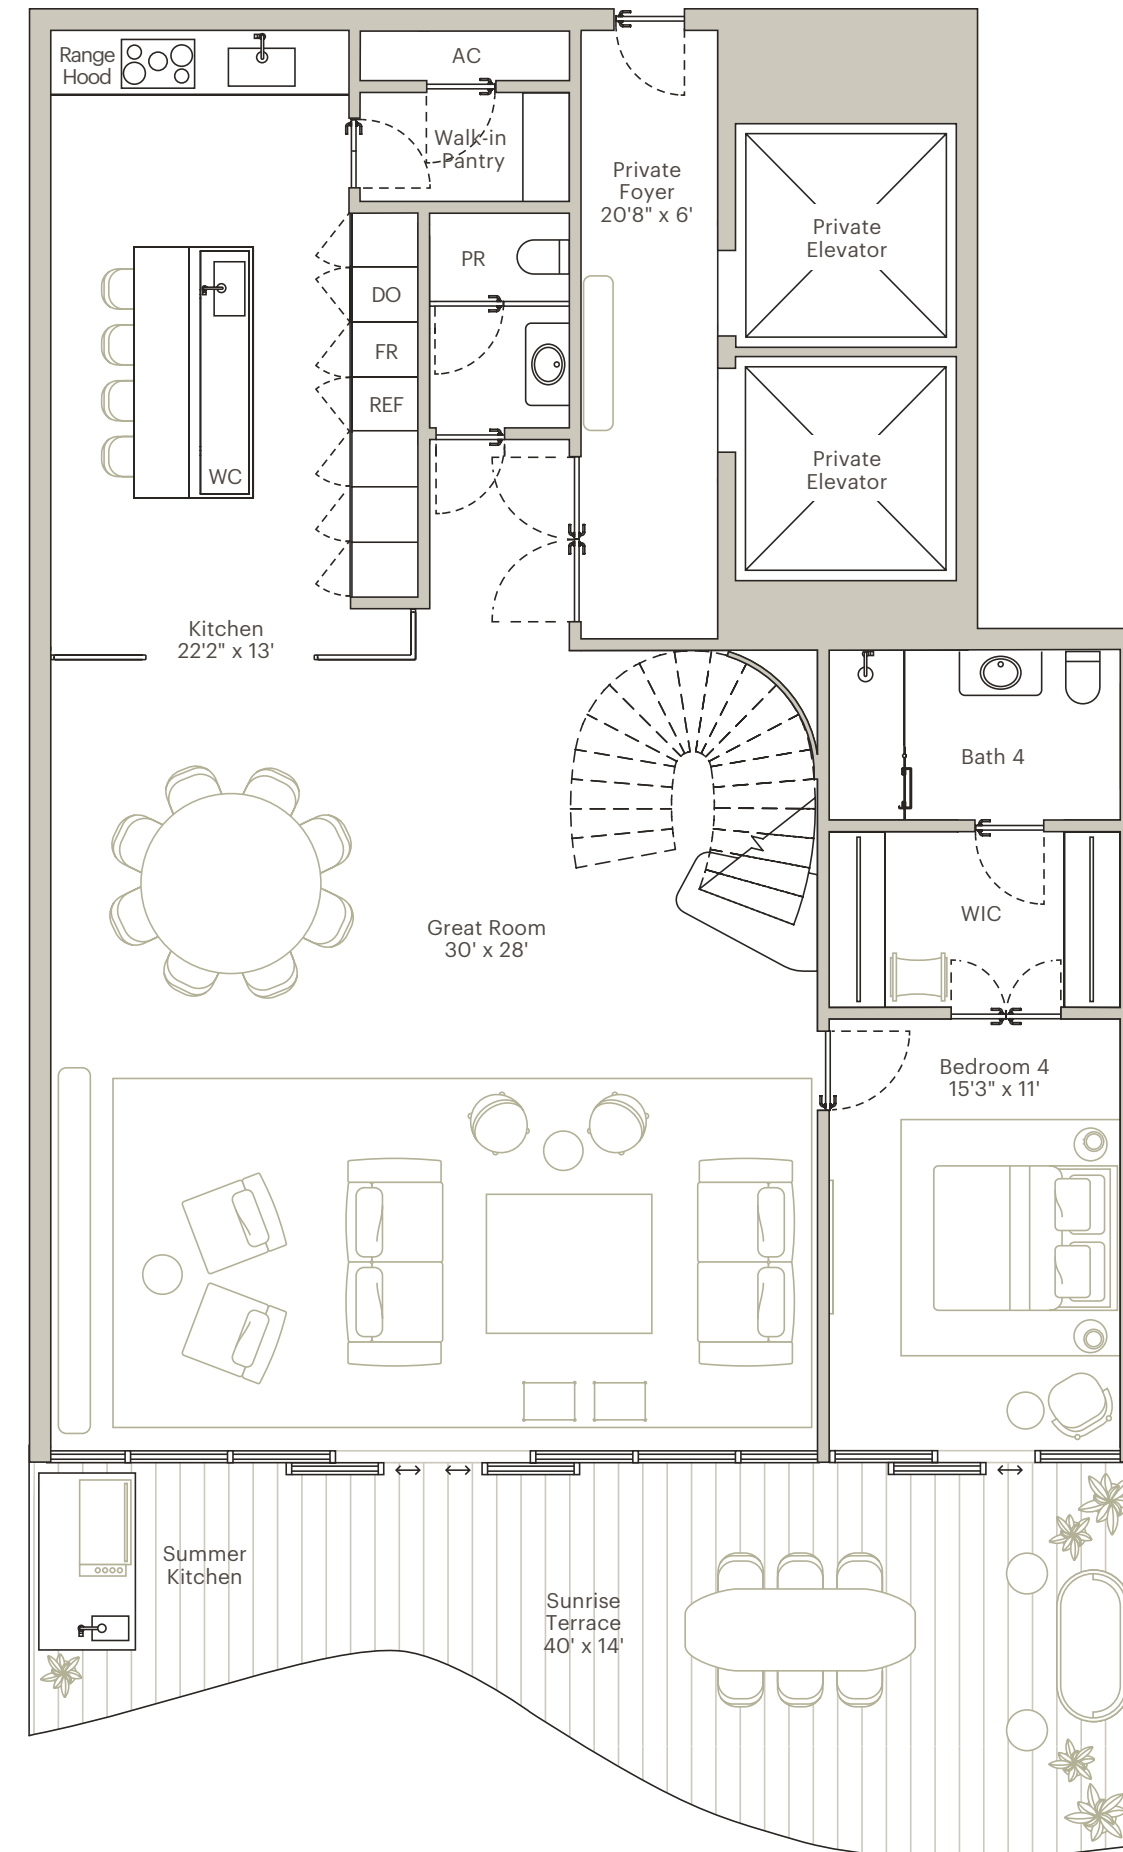 Range
Hood
AC
Walk-in
Pantry
Private
Foyer
20'8" x 6'
Private
Elevator
PR
DO
FR
REF
WC
Private
Elevator
Kitchen
22'2" x 13'
Bath 4
WIC
Great Room
30' x 28'
Bedroom 4
15'3" x 11'
Summer
Kitchen
Sunrise
Terrace
40' x 14'